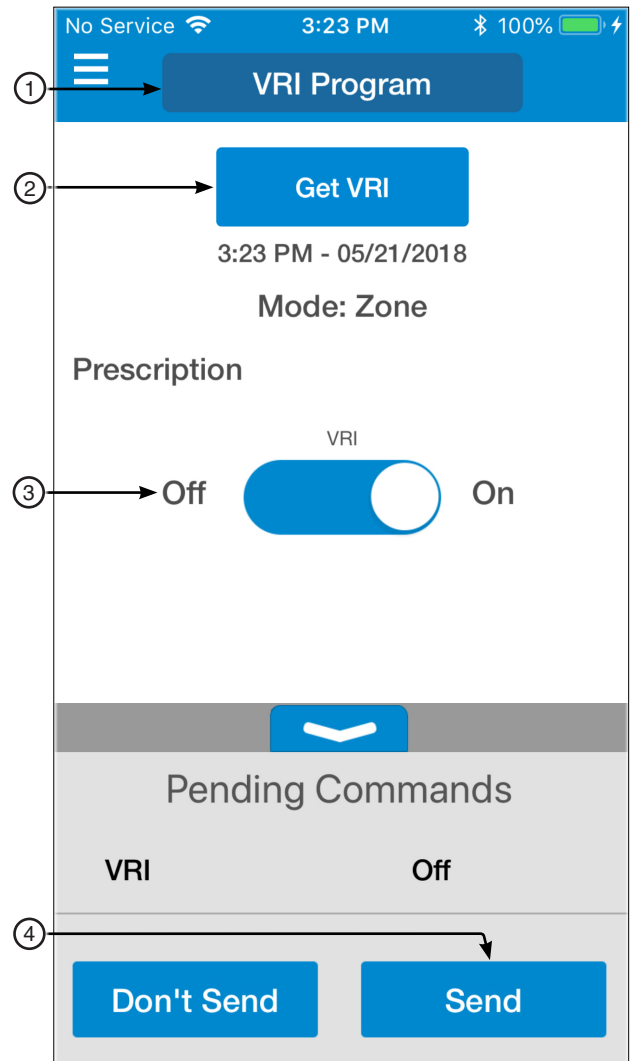 No Service 3:23 PM 100%
1 VRI Program
2 Get VRI
3:23 PM - 05/21/2018
Mode: Zone
Prescription
VRI
3 Off On
Pending Commands
VRI Off
4
Don't Send Send